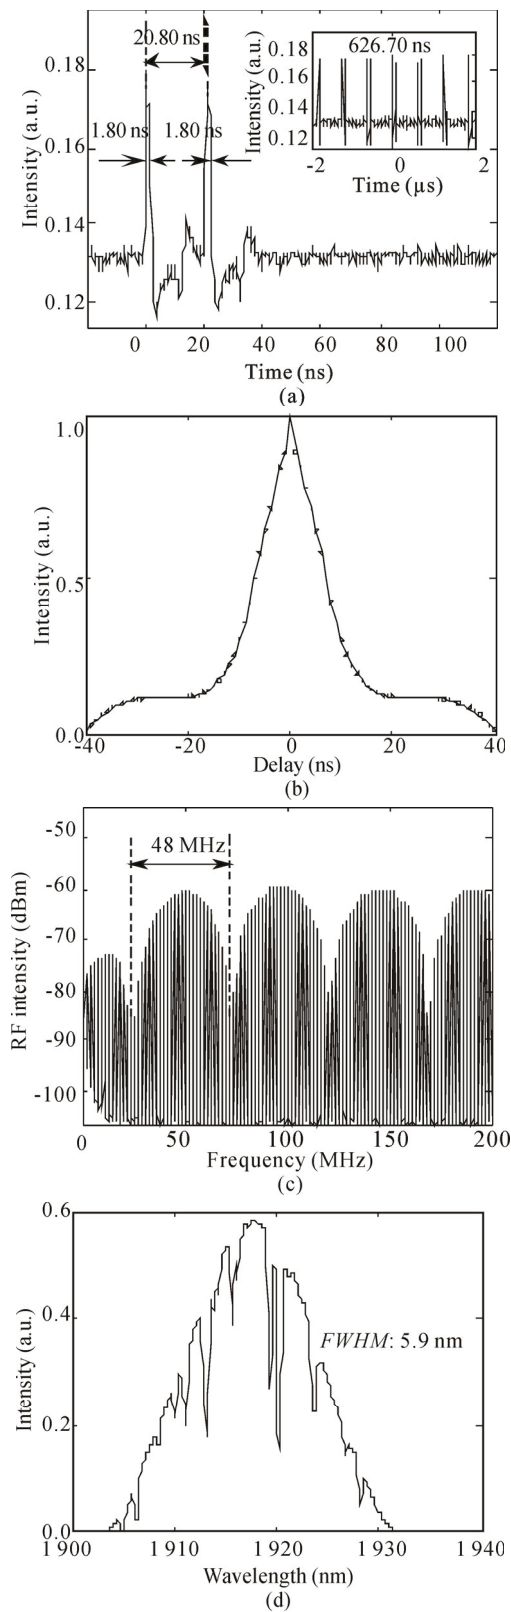 20.80 ns
0.18
0.16
0.14
0.12
Intensity (a.u.)
1.80 ns
1.80 ns
626.70 ns
0.18
0.16
0.14
0.12
Intensity (a.u.)
-2 0 2
Time (µs)
0 20 40 60 80 100
Time (ns)
(a)
1.0
0.5
0.0
Intensity (a.u.)
-40 -20 0 20 40
Delay (ns)
(b)
48 MHz
-50
-60
-70
-80
-90
-100
RF intensity (dBm)
0 50 100 150 200
Frequency (MHz)
(c)
0.6
0.4
0.2
0.0
Intensity (a.u.)
FWHM: 5.9 nm
1 900 1 910 1 920 1 930 1 940
Wavelength (nm)
(d)